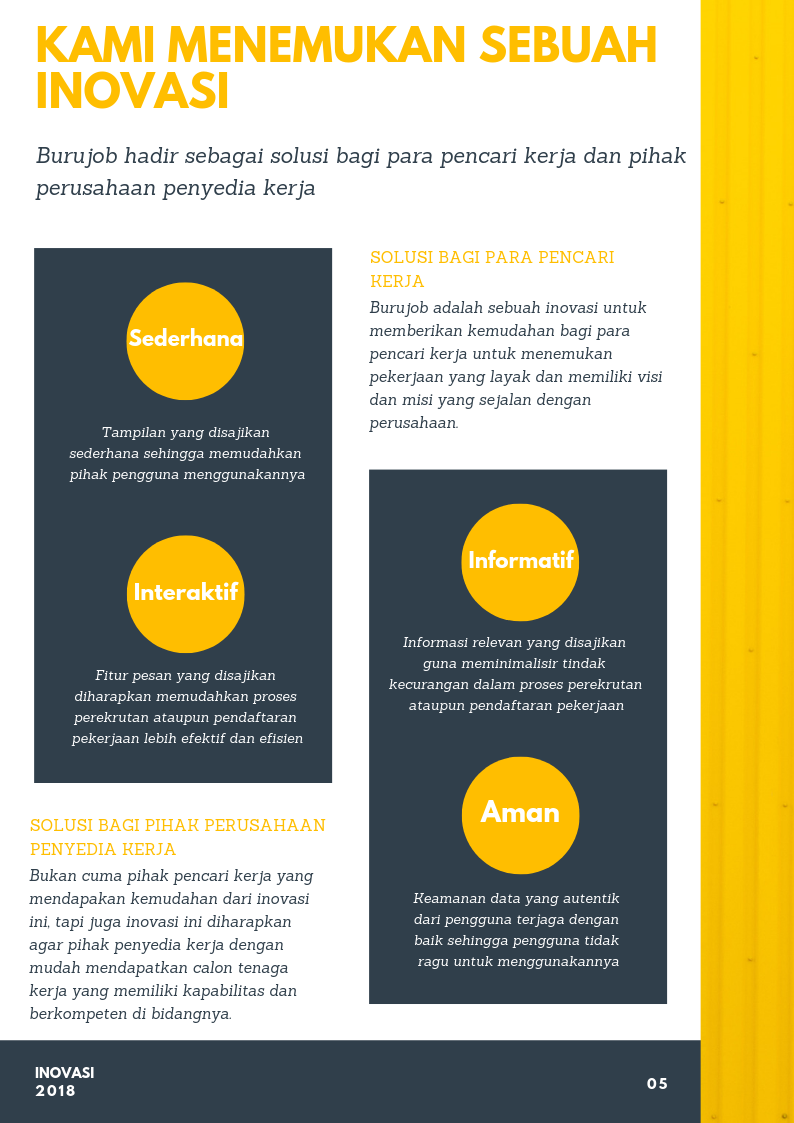 KAMI MENEMUKAN SEBUAH
INOVASI
Burujob hadir sebagai solusi bagi para pencari kerja dan pihak
perusahaan penyedia kerja
Sederhana
Tampilan yang disajikan
sederhana sehingga memudahkan
pihak pengguna menggunakannya
Interaktif
Fitur pesan yang disajikan
diharapkan memudahkan proses
perekrutan ataupun pendaftaran
pekerjaan lebih efektif dan efisien
SOLUSI BAGI PIHAK PERUSAHAAN
PENYEDIA KERJA
Bukan cuma pihak pencari kerja yang
mendapakan kemudahan dari inovasi
ini, tapi juga inovasi ini diharapkan
agar pihak penyedia kerja dengan
mudah mendapatkan calon tenaga
kerja yang memiliki kapabilitas dan
berkompeten di bidangnya.
SOLUSI BAGI PARA PENCARI
KERJA
Burujob adalah sebuah inovasi untuk
memberikan kemudahan bagi para
pencari kerja untuk menemukan
pekerjaan yang layak dan memiliki visi
dan misi yang sejalan dengan
perusahaan.
Informatif
Informasi relevan yang disajikan
guna meminimalisir tindak
kecurangan dalam proses perekrutan
ataupun pendaftaran pekerjaan
Aman
Keamanan data yang autentik
dari pengguna terjaga dengan
baik sehingga pengguna tidak
ragu untuk menggunakannya
INOVASI
2018
05